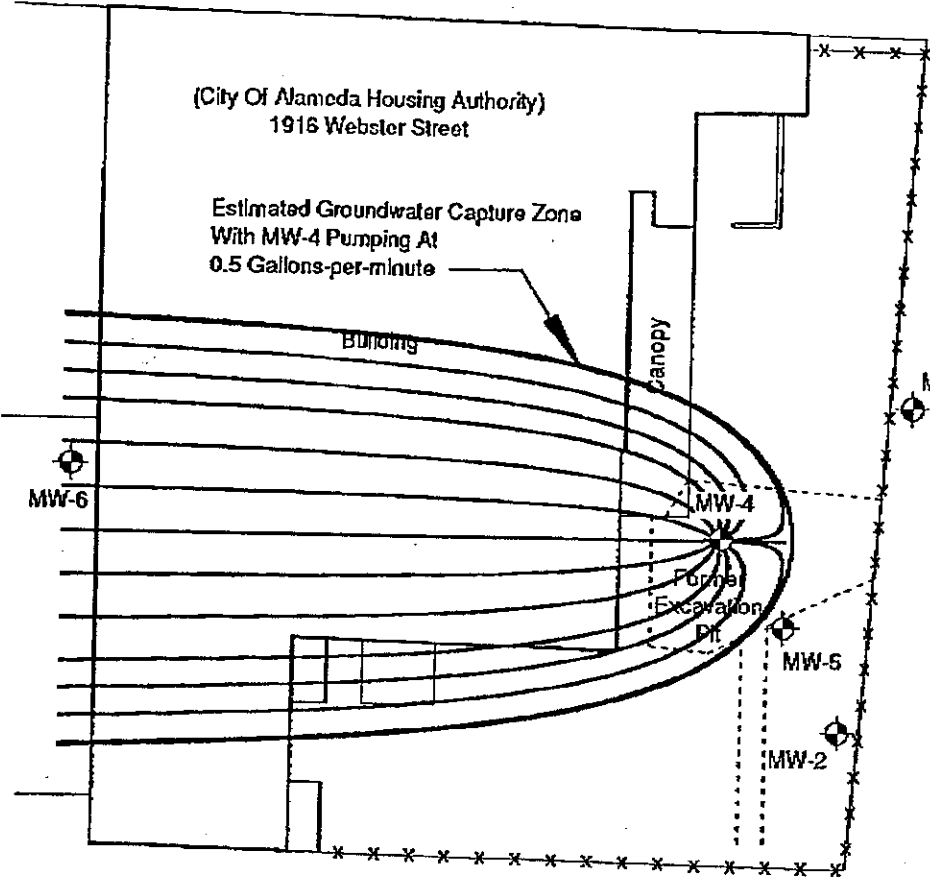 (City Of Alameda Housing Authority)
1916 Webster Street
Estimated Groundwater Capture Zone
With MW-4 Pumping At
0.5 Gallons-per-minute
Building
Canopy
MW-6
MW-4
Former
Excavation
Pit
MW-5
MW-2